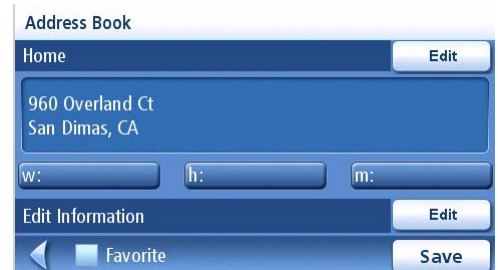 Address Book
Home Edit
960 Overland Ct
San Dimas, CA
w: h: m:
Edit Information Edit
Favorite Save